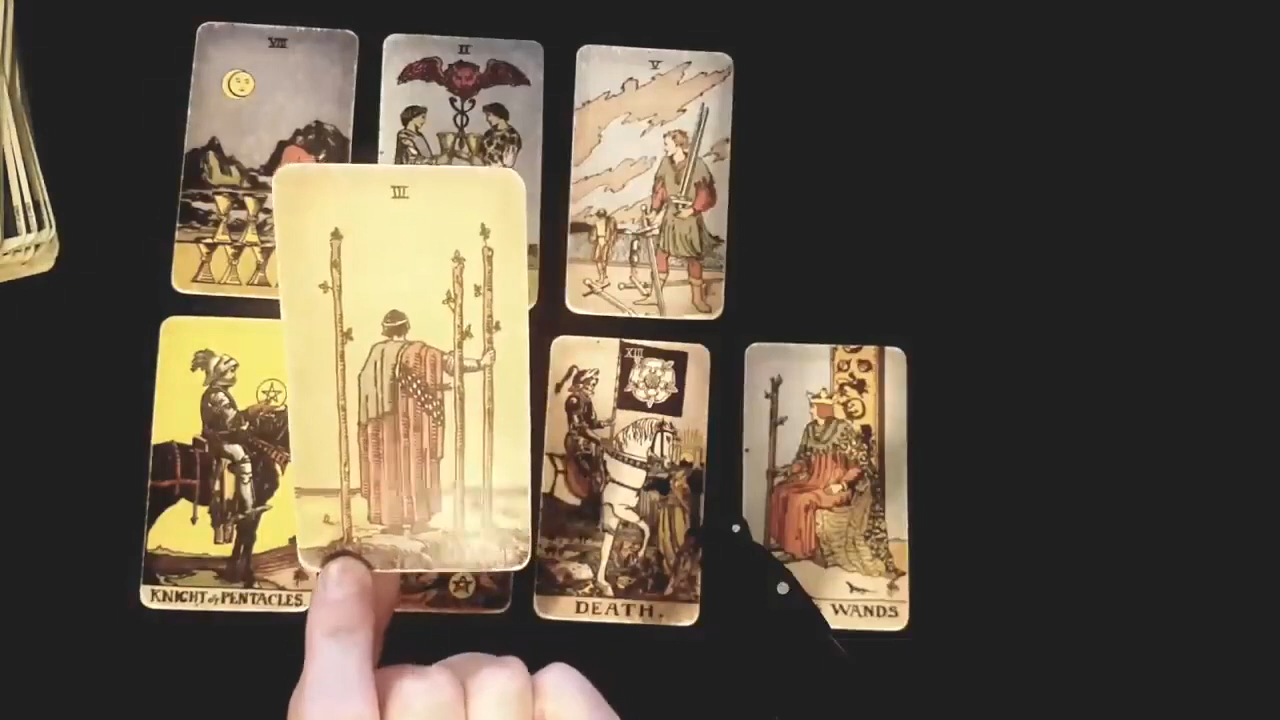 VIII
II
V
III
XIII
KNIGHT of PENTACLES.
DEATH.
WANDS